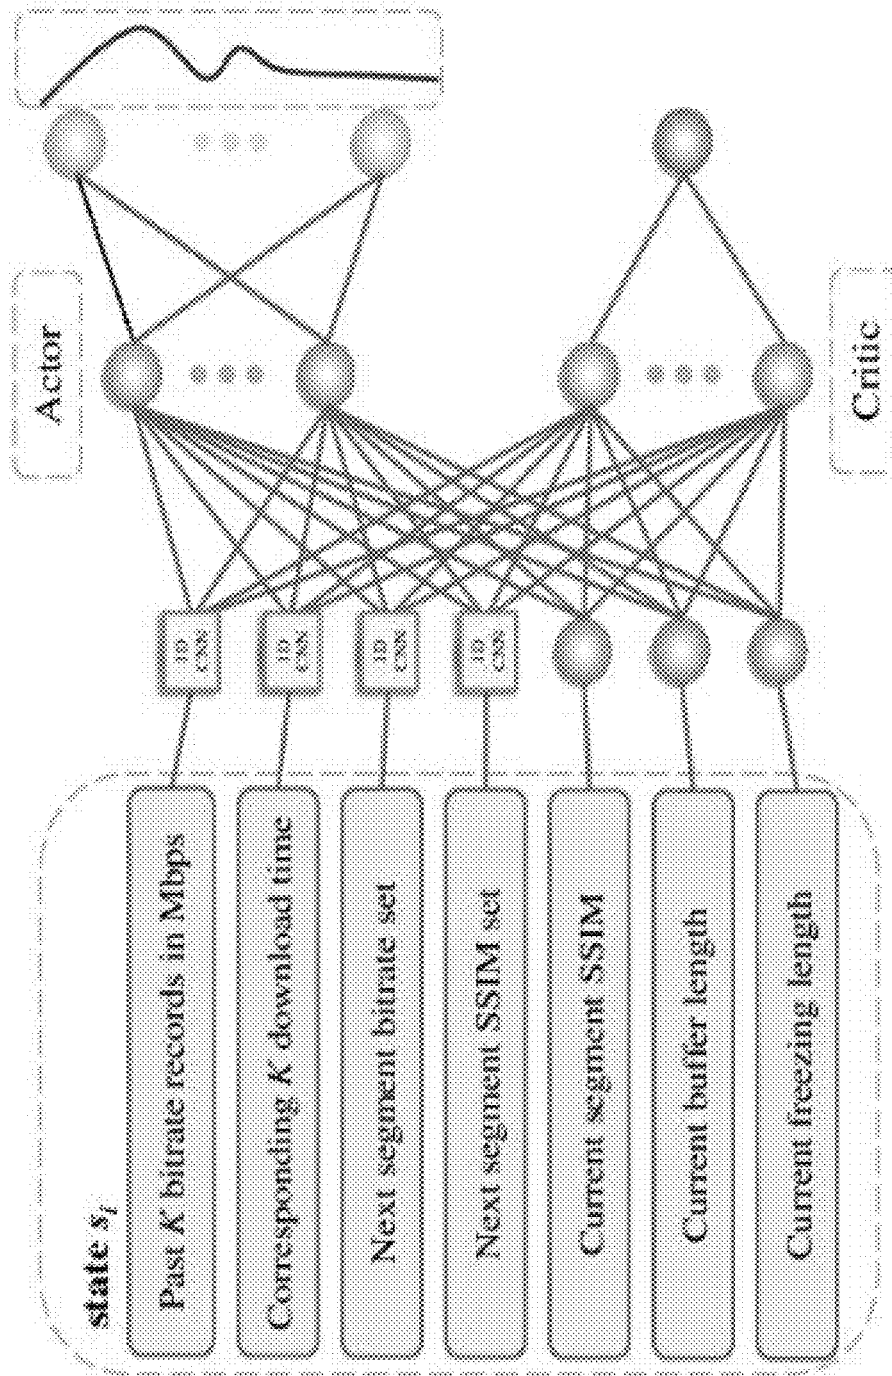 state s_i
Past K bitrate records in Mbps
Corresponding K download time
Next segment bitrate set
Next segment SSIM set
Current segment SSIM
Current buffer length
Current freezing length
1D
CNN
1D
CNN
1D
CNN
1D
CNN
Actor
Critic